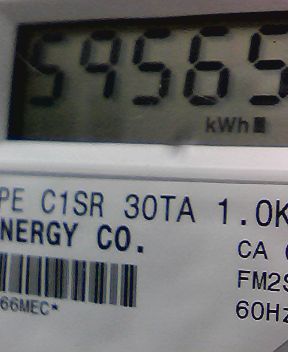 59565
kWh
PE C1SR 30TA 1.0K
NERGY CO.
CA
FM2S
66MEC*
60Hz